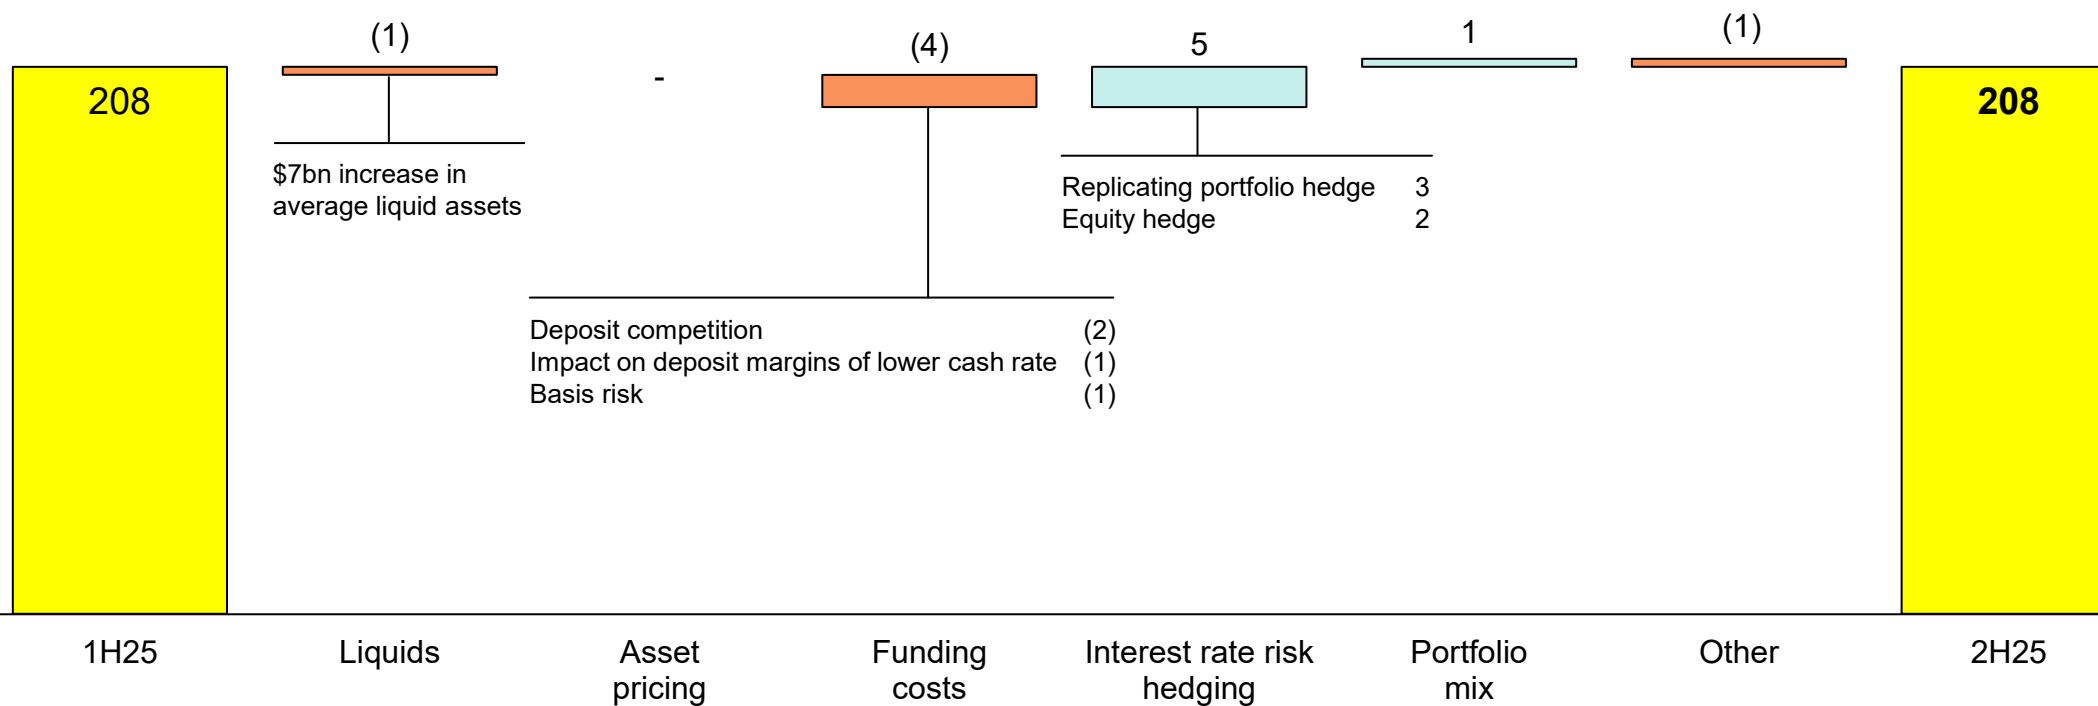 (1)
-
(4)
5
1
(1)
208
208
$7bn increase in
average liquid assets
Replicating portfolio hedge 3
Equity hedge 2
Deposit competition (2)
Impact on deposit margins of lower cash rate (1)
Basis risk (1)
1H25
Liquids
Asset
pricing
Funding
costs
Interest rate risk
hedging
Portfolio
mix
Other
2H25